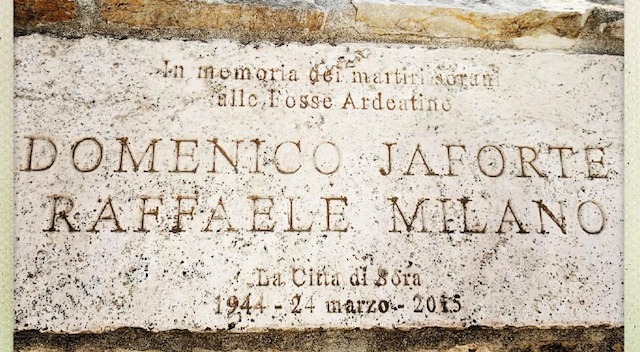 In memoria dei martiri sorani
alle Fosse Ardeatine
DOMENICO JAFORTE
RAFFAELE MILANO
La Città di Sora
1944 - 24 marzo - 2015